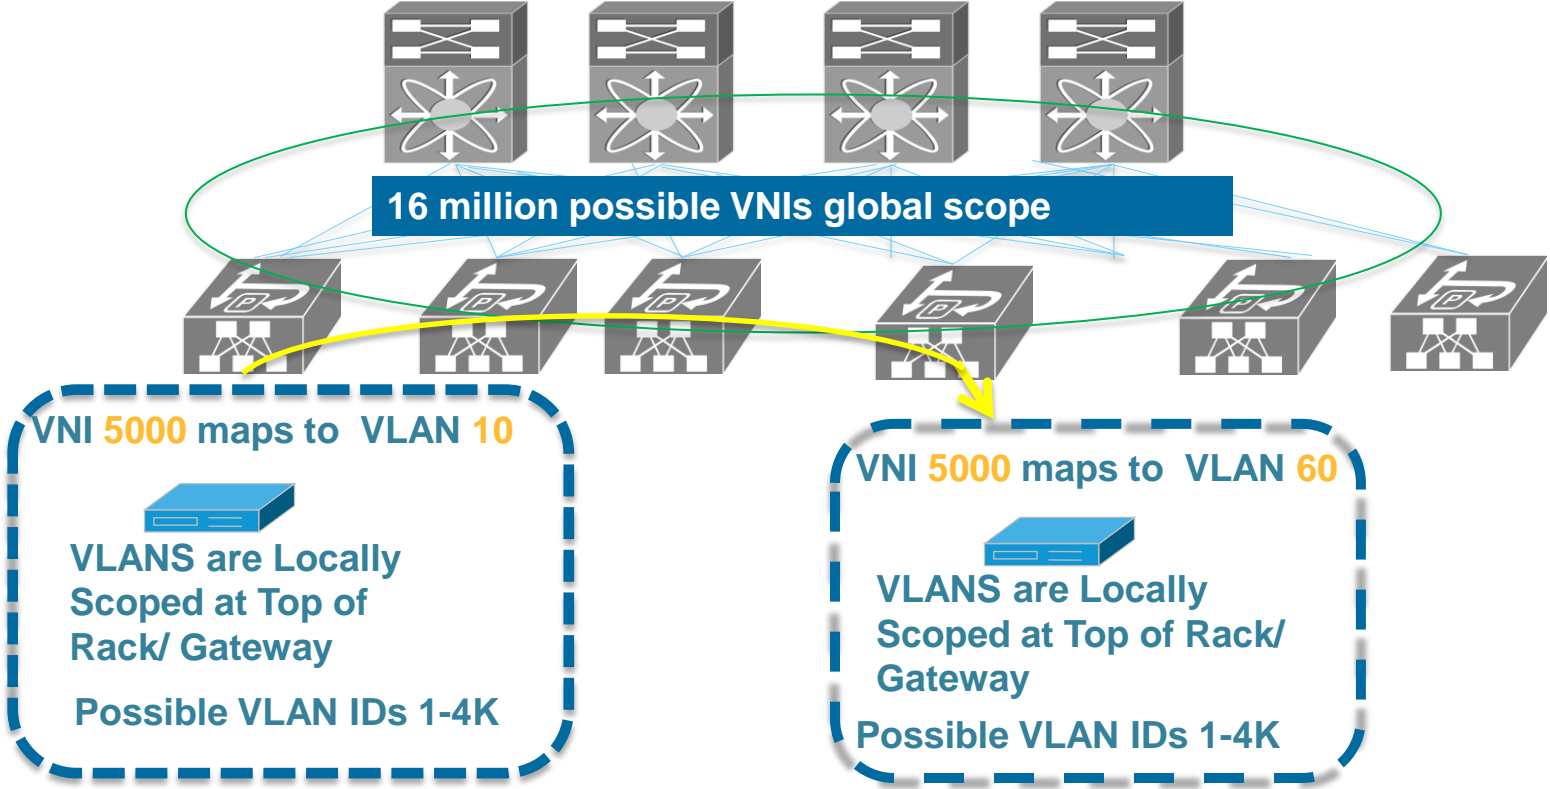 16 million possible VNIs global scope
P
P
P
P
P
P
VNI 5000 maps to VLAN 10
VLANS are Locally
Scoped at Top of
Rack/ Gateway
Possible VLAN IDs 1-4K
VNI 5000 maps to VLAN 60
VLANS are Locally
Scoped at Top of Rack/
Gateway
Possible VLAN IDs 1-4K